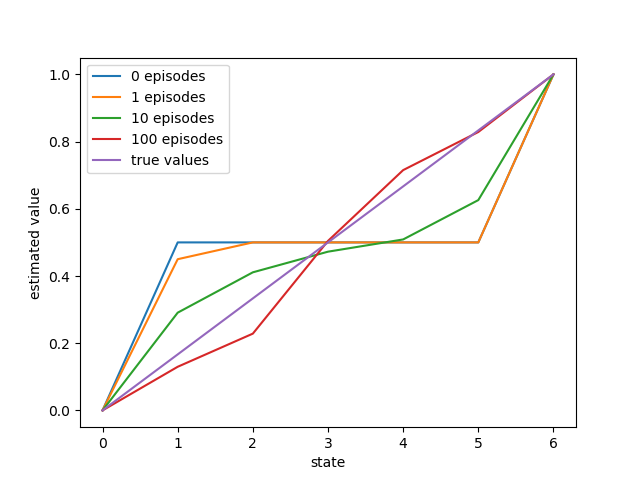 0 episodes
1 episodes
10 episodes
100 episodes
true values
1.0
0.8
0.6
0.4
0.2
0.0
estimated value
0 1 2 3 4 5 6
state